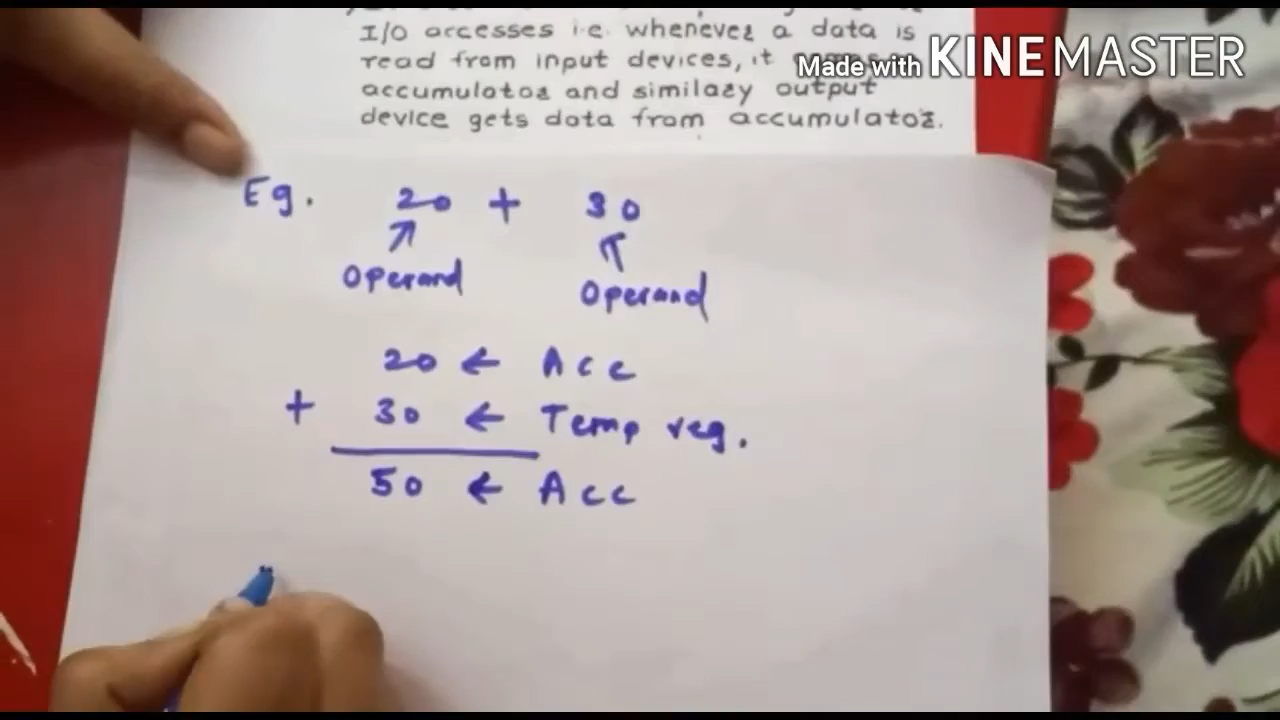 I/O accesses i.e. whenever a data is
read from input devices, it
Made with KINEMASTER
accumulator and similary output
device gets data from accumulator.
Eg. 20 + 30
Operand Operand
20 ← Acc
+ 30 ← Temp reg.
50 ← Acc